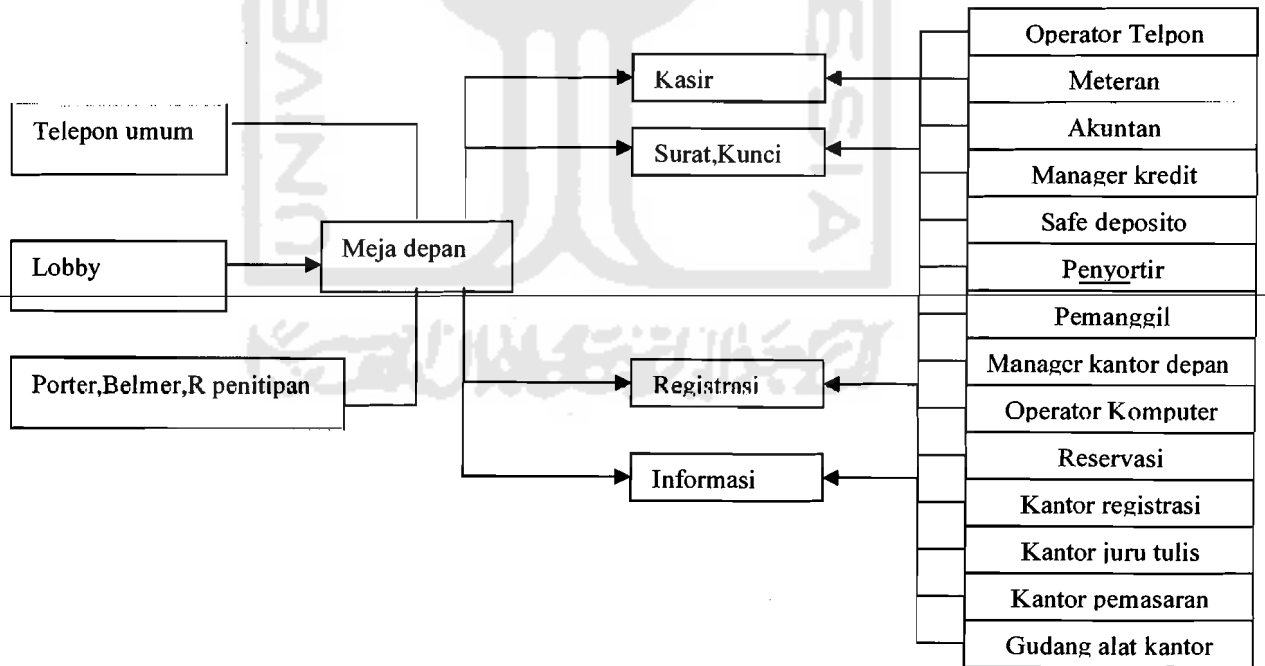 Telepon umum
Lobby
Porter,Belmer,R penitipan
Meja depan
Kasir
Surat,Kunci
Registrasi
Informasi
Operator Telpon
Meteran
Akuntan
Manager kredit
Safe deposito
Penyortir
Pemanggil
Manager kantor depan
Operator Komputer
Reservasi
Kantor registrasi
Kantor juru tulis
Kantor pemasaran
Gudang alat kantor